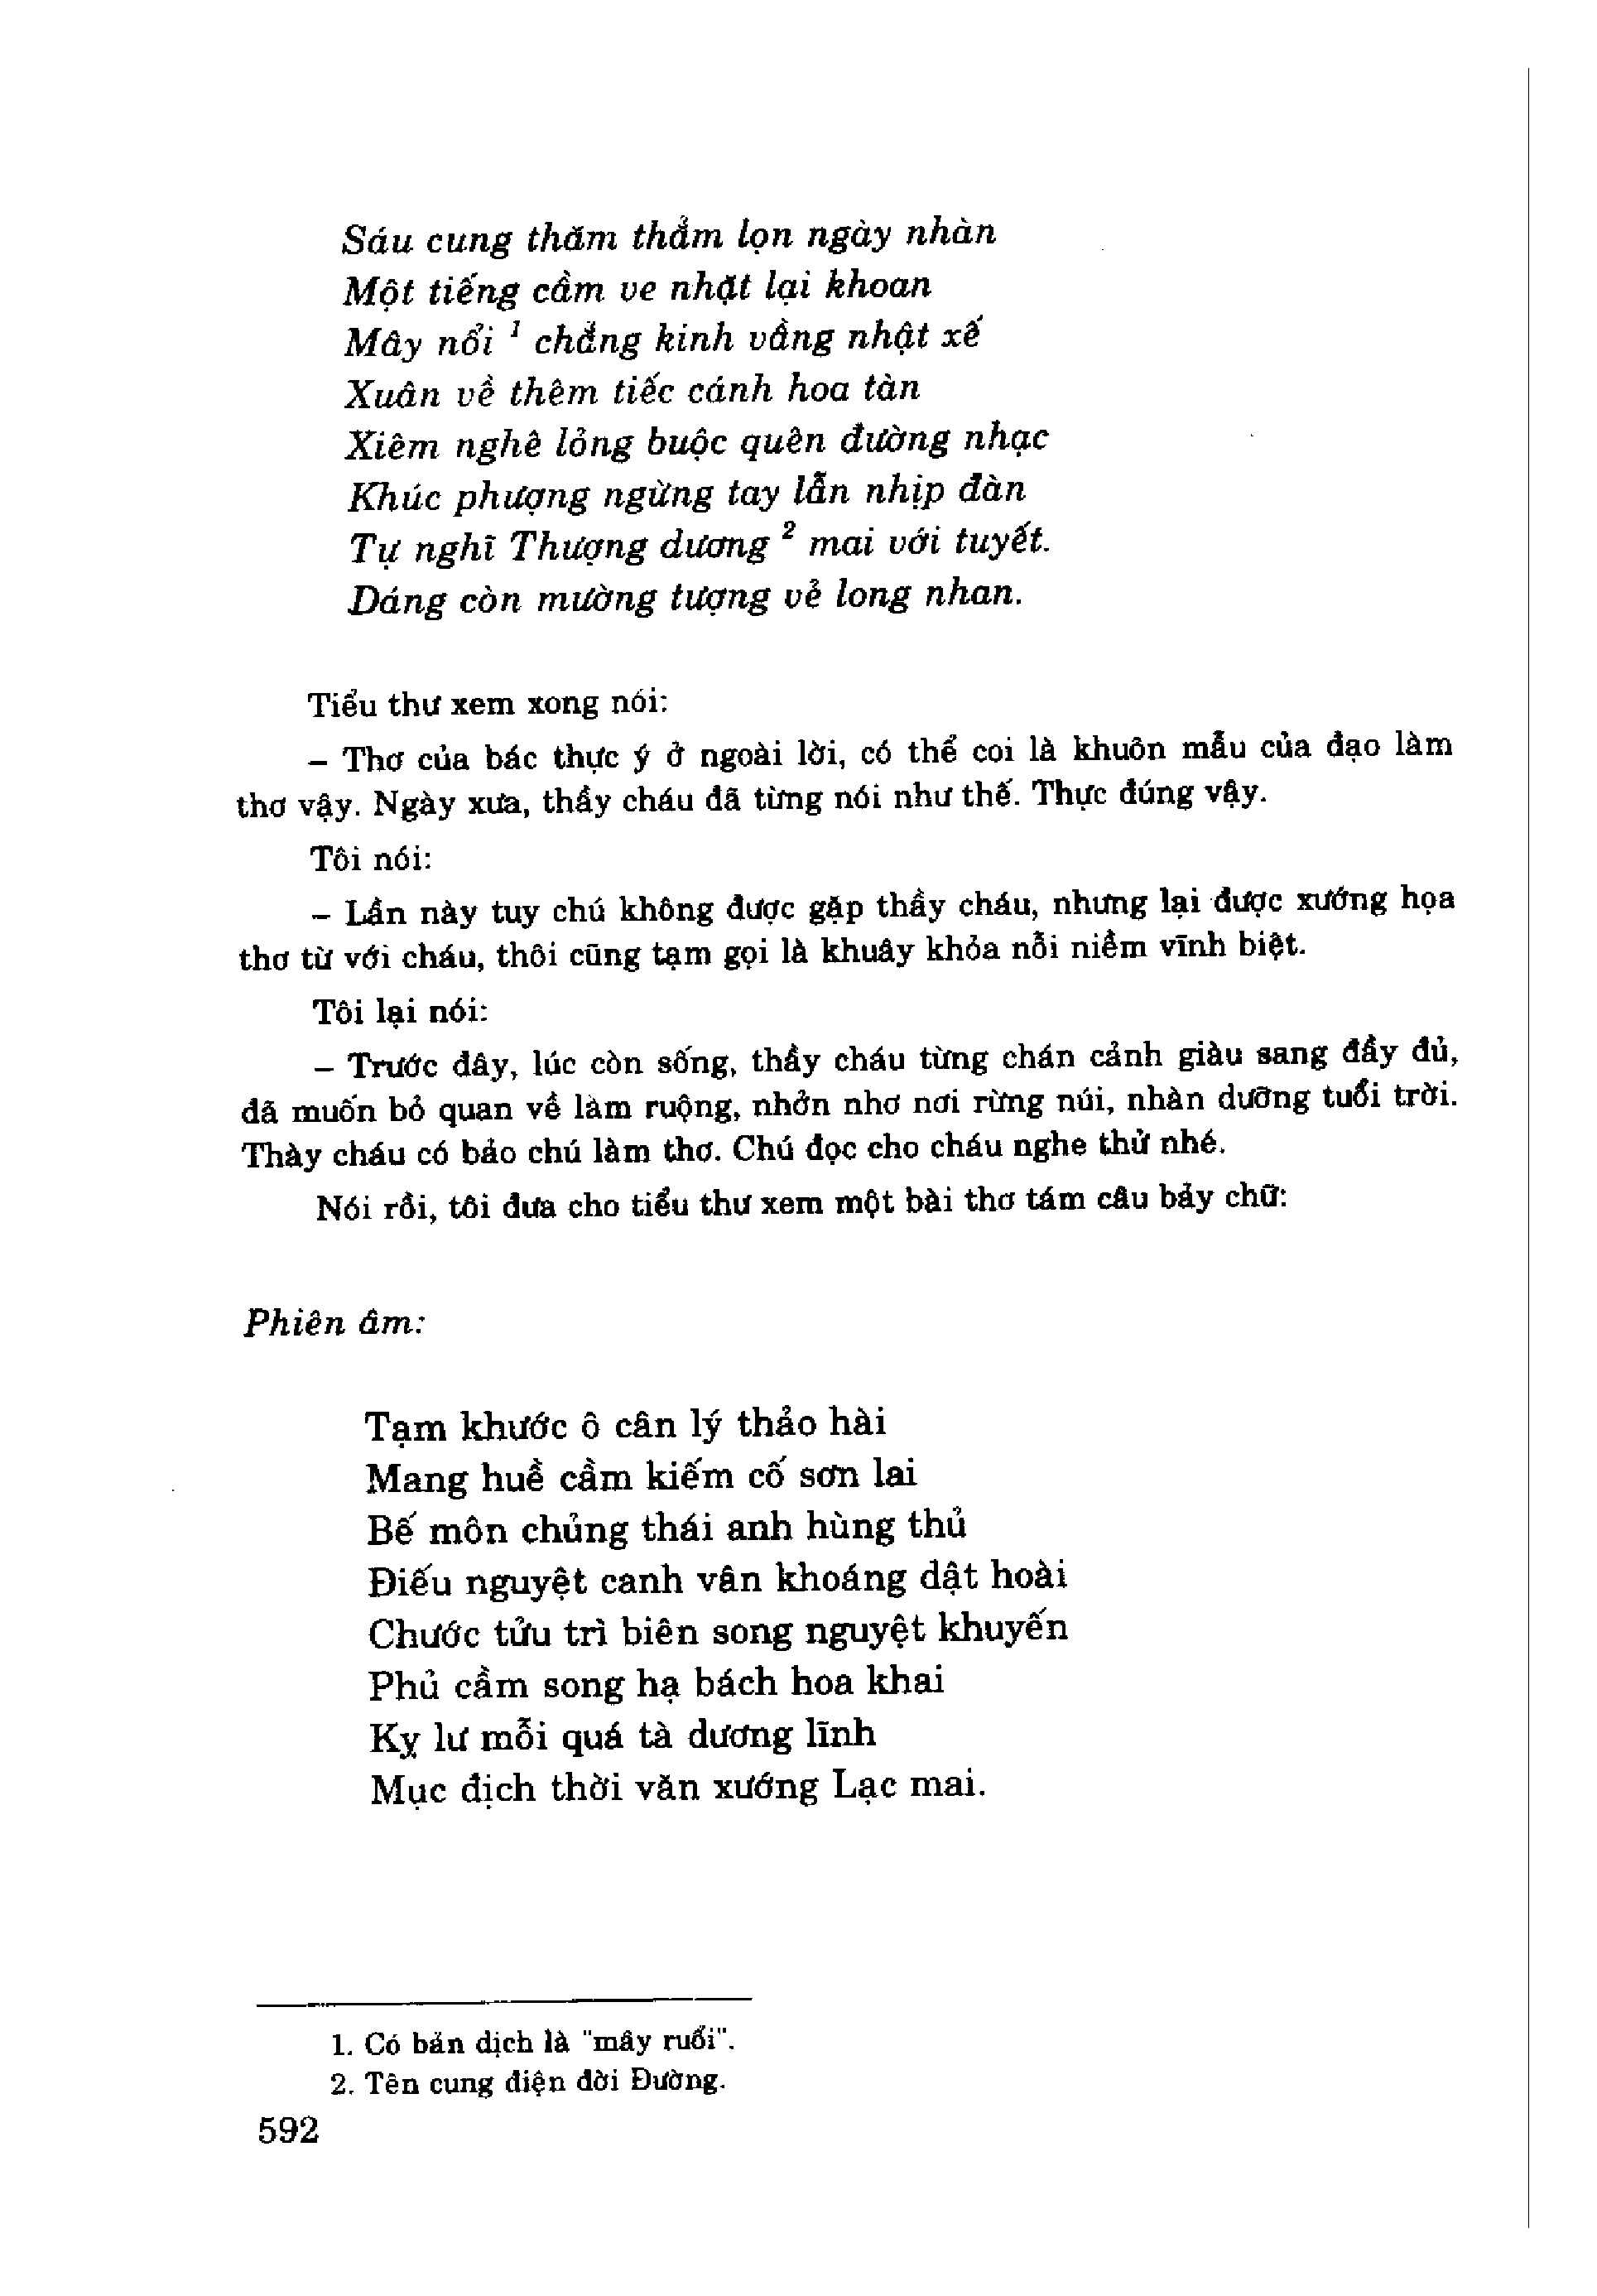 Sáu cung thăm thẳm lọn ngày nhàn
Một tiếng cầm ve nhặt lại khoan
Mây nổi ¹ chẳng kinh vầng nhật xế
Xuân về thêm tiếc cánh hoa tàn
Xiêm nghê lỏng buộc quên đường nhạc
Khúc phượng ngừng tay lẫn nhịp đàn
Tự nghĩ Thượng dương ² mai với tuyết.
Dáng còn mường tượng vẻ long nhan.
Tiểu thư xem xong nói:
– Thơ của bác thực ý ở ngoài lời, có thể coi là khuôn mẫu của đạo làm
thơ vậy. Ngày xưa, thầy cháu đã từng nói như thế. Thực đúng vậy.
Tôi nói:
– Lần này tuy chú không được gặp thầy cháu, nhưng lại được xướng họa
thơ từ với cháu, thôi cũng tạm gọi là khuây khỏa nỗi niềm vĩnh biệt.
Tôi lại nói:
– Trước đây, lúc còn sống, thầy cháu từng chán cảnh giàu sang đầy đủ,
đã muốn bỏ quan về làm ruộng, nhởn nhơ nơi rừng núi, nhàn dưỡng tuổi trời.
Thày cháu có bảo chú làm thơ. Chú đọc cho cháu nghe thử nhé.
Nói rồi, tôi đưa cho tiểu thư xem một bài thơ tám câu bảy chữ:
Phiên âm:
Tạm khước ô cân lý thảo hài
Mang huề cầm kiếm cố sơn lai
Bế môn chủng thái anh hùng thủ
Điếu nguyệt canh vân khoáng dật hoài
Chước tửu trì biên song nguyệt khuyến
Phủ cầm song hạ bách hoa khai
Kỵ lư mỗi quá tà dương lĩnh
Mục địch thời văn xướng Lạc mai.
1. Có bản dịch là "mây ruổi".
2. Tên cung điện đời Đường.
592